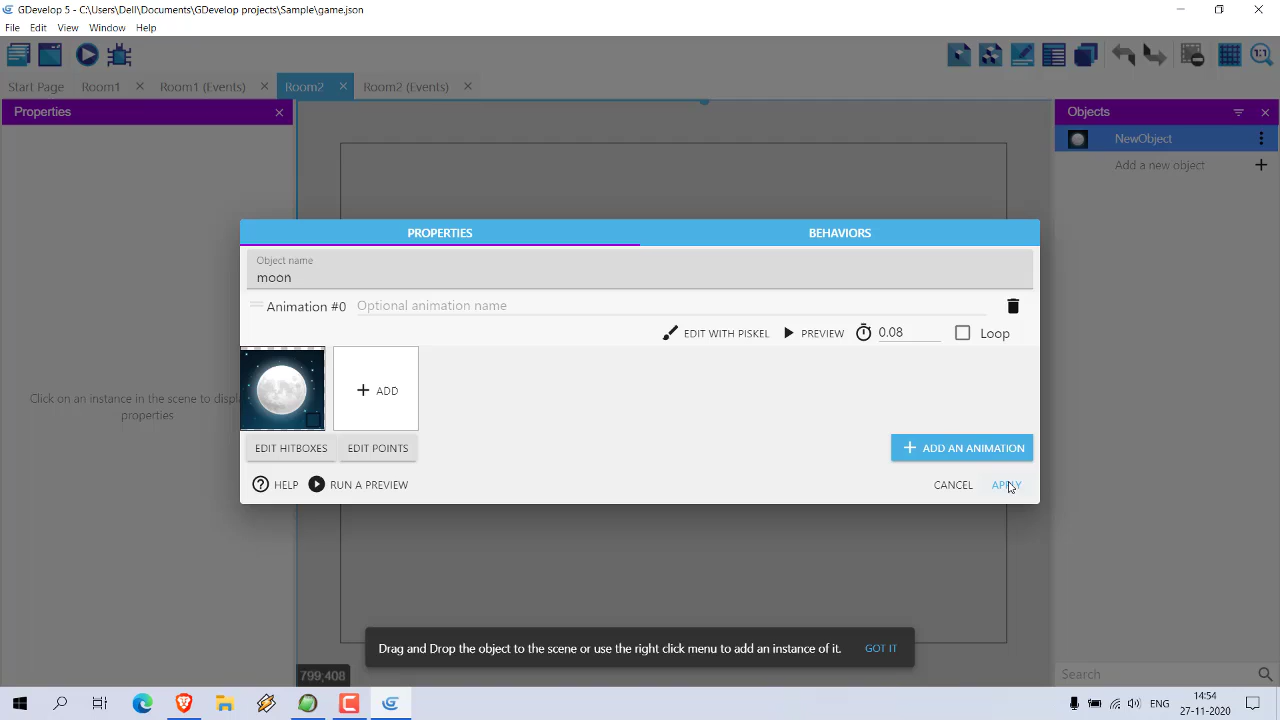 GDevelop 5 - C:\Users\Dell\GDevelop projects\Sample\game.json
File Edit View Window Help
Start Page Room1 Room1 (Events) Room2 Room2 (Events)
Properties
Objects
NewObject
Add a new object
PROPERTIES BEHAVIORS
Object name
moon
Animation #0 Optional animation name
EDIT WITH PISKEL PREVIEW 0.08 Loop
ADD
Click on an instance in the scene to displ
properties
EDIT HITBOXES EDIT POINTS ADD AN ANIMATION
HELP RUN A PREVIEW CANCEL APPLY
Drag and Drop the object to the scene or use the right click menu to add an instance of it. GOT IT
799;408
Search
ENG
14:54
27-11-2020